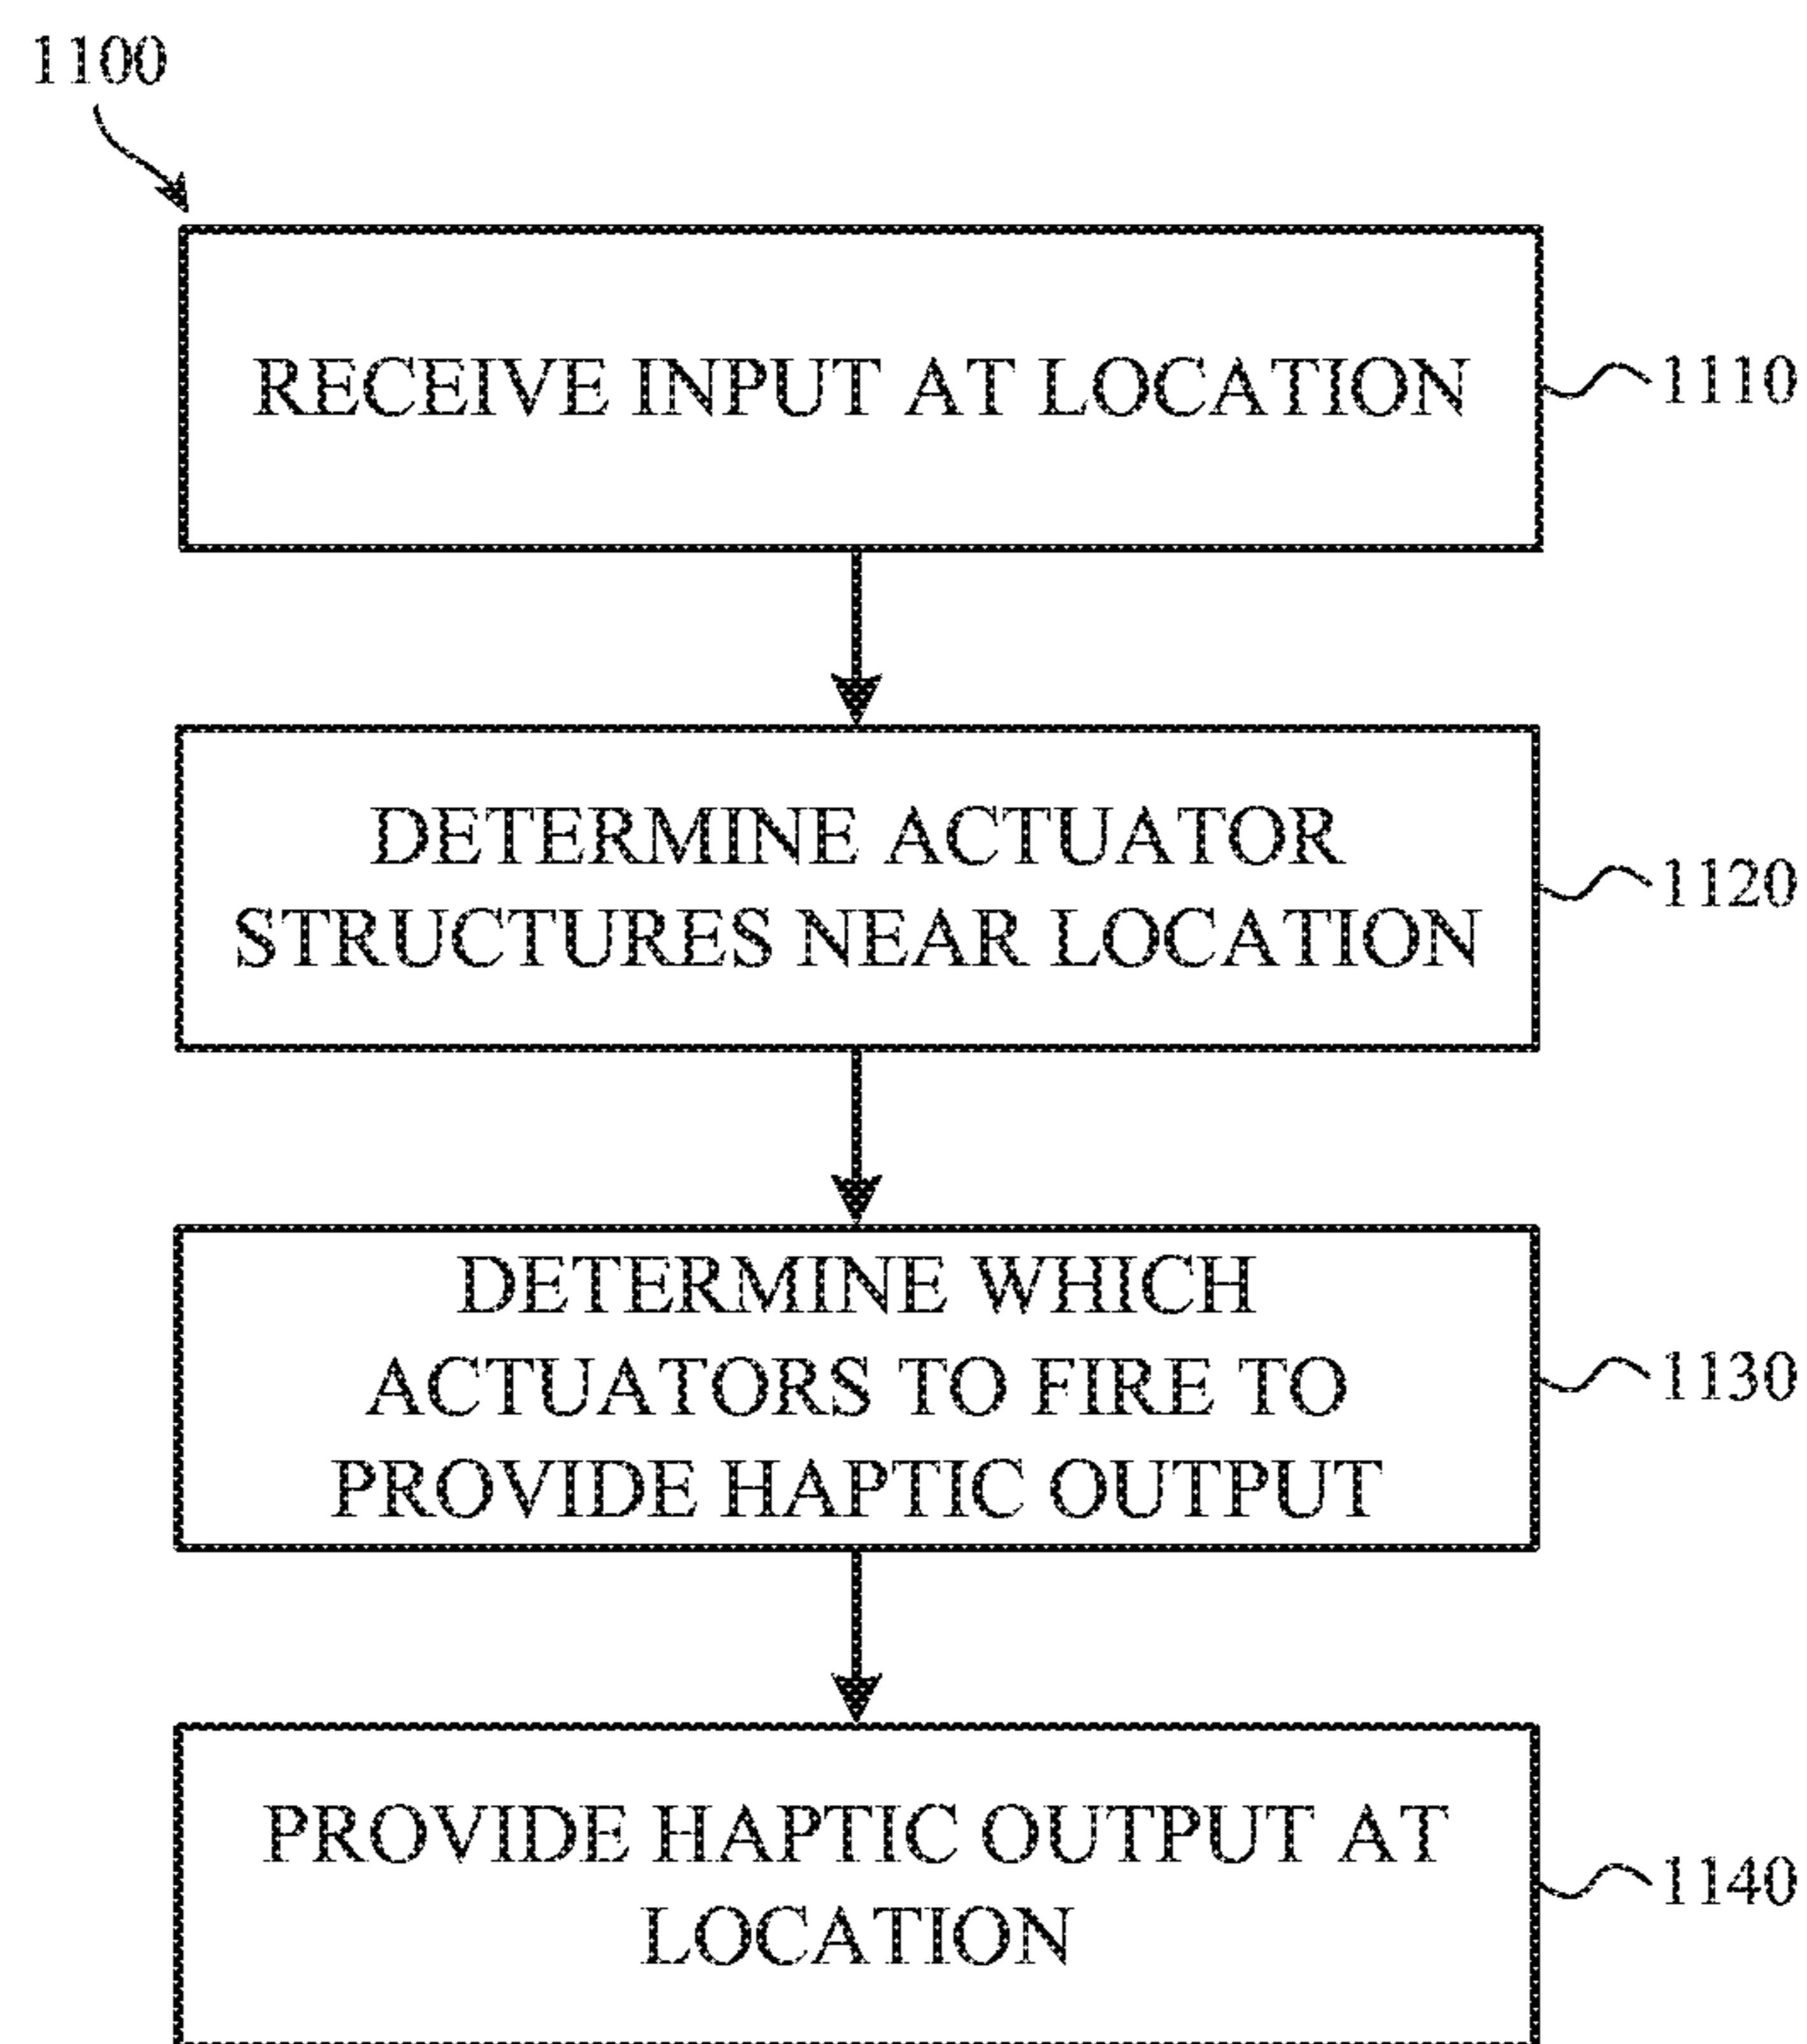 1100
RECEIVE INPUT AT LOCATION
1110
DETERMINE ACTUATOR
STRUCTURES NEAR LOCATION
1120
DETERMINE WHICH
ACTUATORS TO FIRE TO
PROVIDE HAPTIC OUTPUT
1130
PROVIDE HAPTIC OUTPUT AT
LOCATION
1140